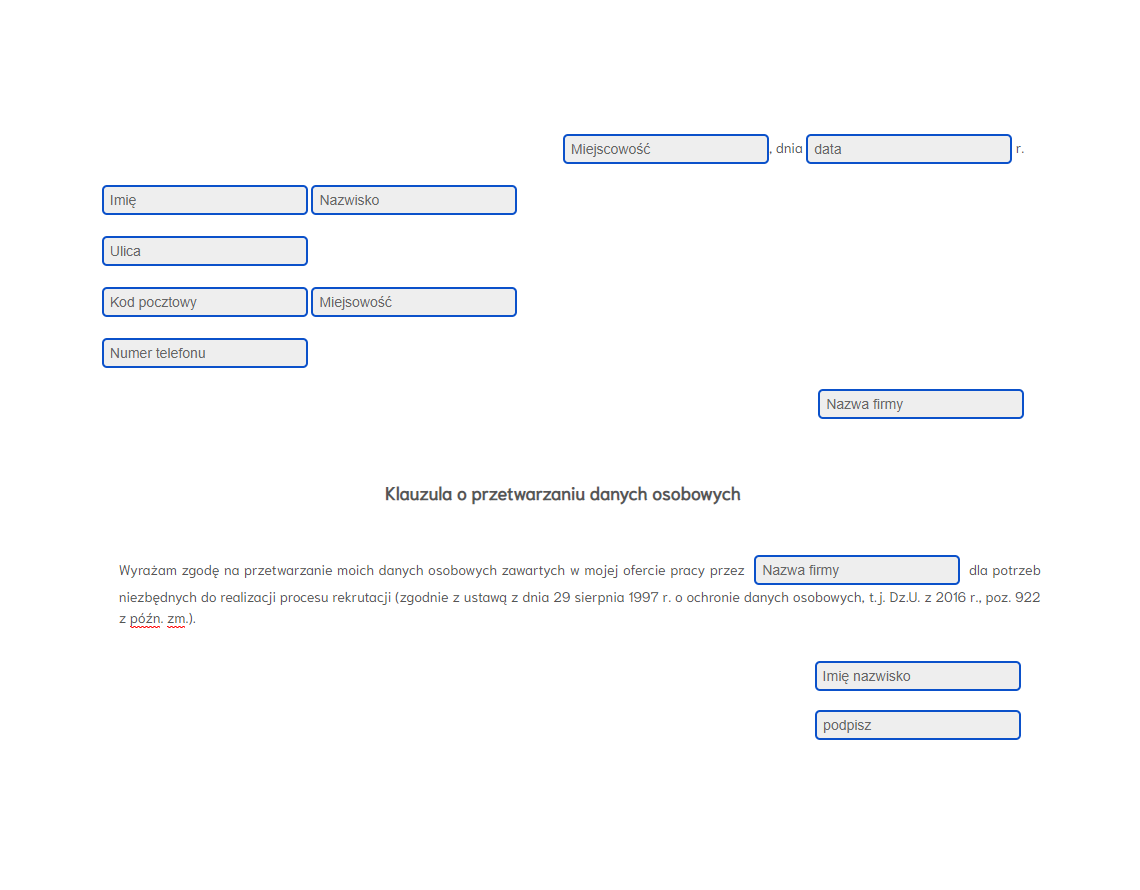 Miejscowość, dnia data r.
Imię Nazwisko
Ulica
Kod pocztowy Miejsowość
Numer telefonu
Nazwa firmy
Klauzula o przetwarzaniu danych osobowych
Wyrażam zgodę na przetwarzanie moich danych osobowych zawartych w mojej ofercie pracy przez Nazwa firmy dla potrzeb
niezbędnych do realizacji procesu rekrutacji (zgodnie z ustawą z dnia 29 sierpnia 1997 r. o ochronie danych osobowych, t.j. Dz.U. z 2016 r., poz. 922
z późn. zm.).
Imię nazwisko
podpisz